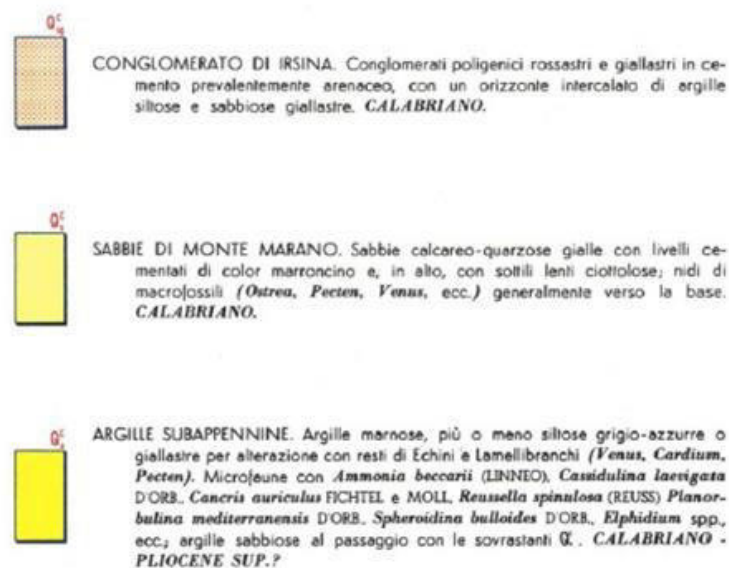 CONGLOMERATO DI IRSINA. Conglomerati poligenici rossastri e giallastri in ce-
mento prevalentemente arenaceo, con un orizzonte intercalato di argille
siltose e sabbiose giallastre. CALABRIANO.
SABBIE DI MONTE MARANO. Sabbie calcareo-quarzose gialle con livelli ce-
mentati di color marroncino e, in alto, con sottili lenti ciottolose; nidi di
macrofossili (Ostrea, Pecten, Venus, ecc.) generalmente verso la base.
CALABRIANO.
ARGILLE SUBAPPENNINE. Argille marnose, più o meno siltose grigio-azzurre o
giallastre per alterazione con resti di Echini e Lamellibranchi (Venus, Cardium,
Pecten). Microfaune con Ammonia beccarii (LINNEO), Cassidulina laevigata
D'ORB., Cancris auriculus FICHTEL e MOLL, Reussella spinulosa (REUSS) Planor-
bulina mediterranensis D'ORB., Spheroidina bulloides D'ORB., Elphidium spp.,
ecc.; argille sabbiose al passaggio con le sovrastanti . CALABRIANO -
PLIOCENE SUP.?